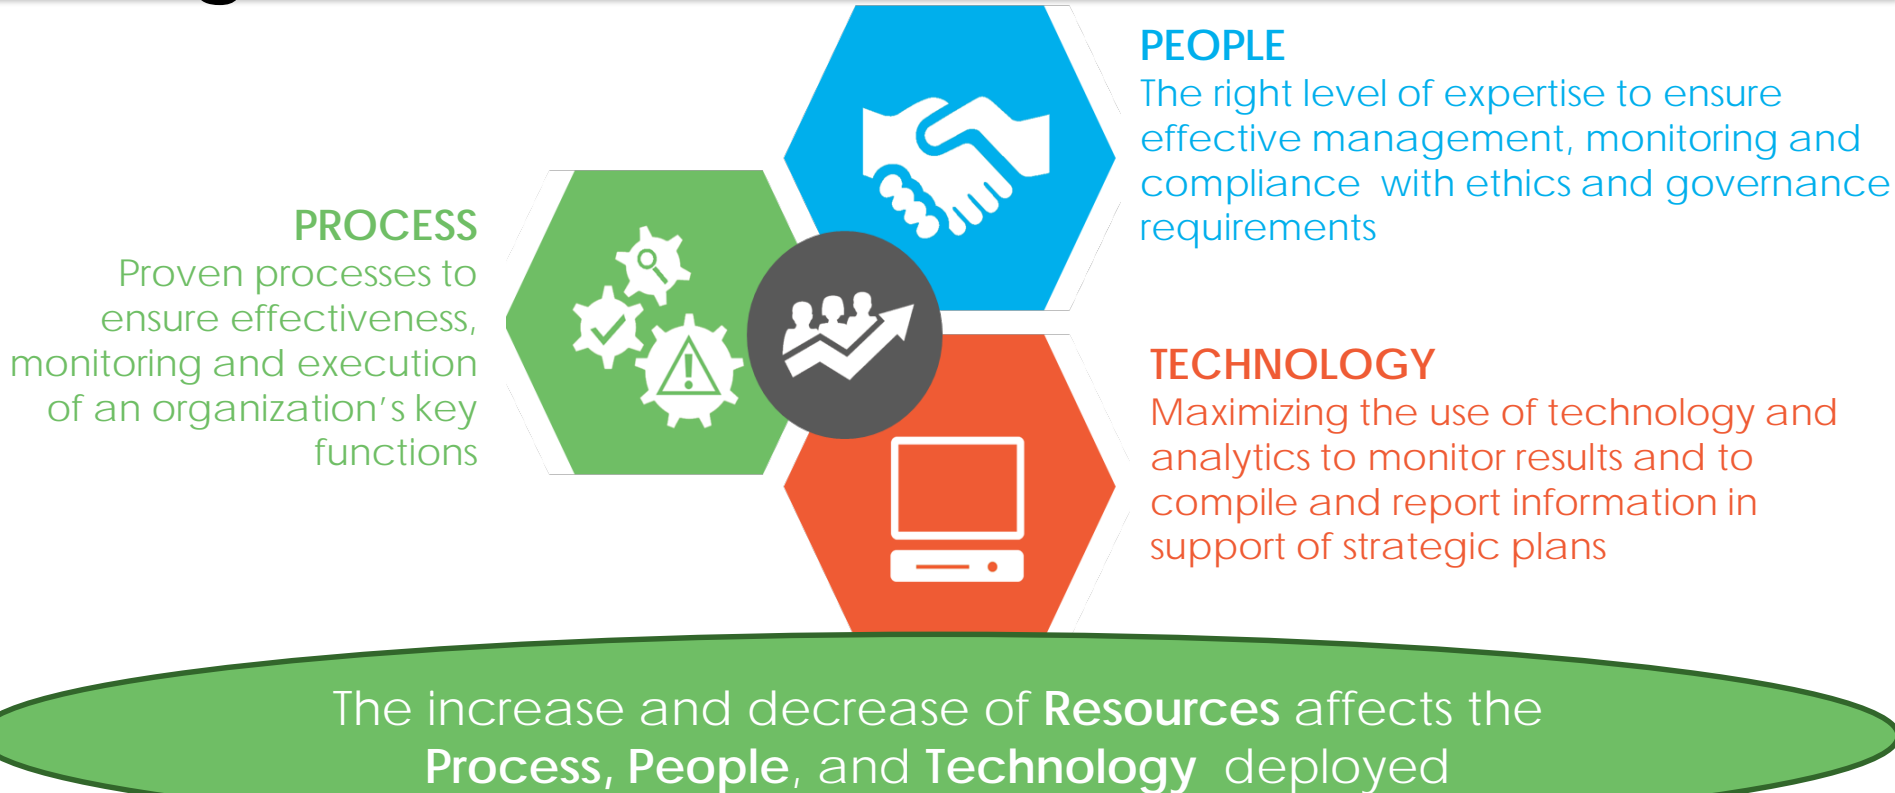 PEOPLE
The right level of expertise to ensure
effective management, monitoring and
compliance  with ethics and governance
requirements
PROCESS
Proven processes to
ensure effectiveness,
monitoring and execution
of an organization's key
functions
TECHNOLOGY
Maximizing the use of technology and
analytics to monitor results and to
compile and report information in
support of strategic plans
The increase and decrease of Resources affects the
Process, People, and Technology  deployed